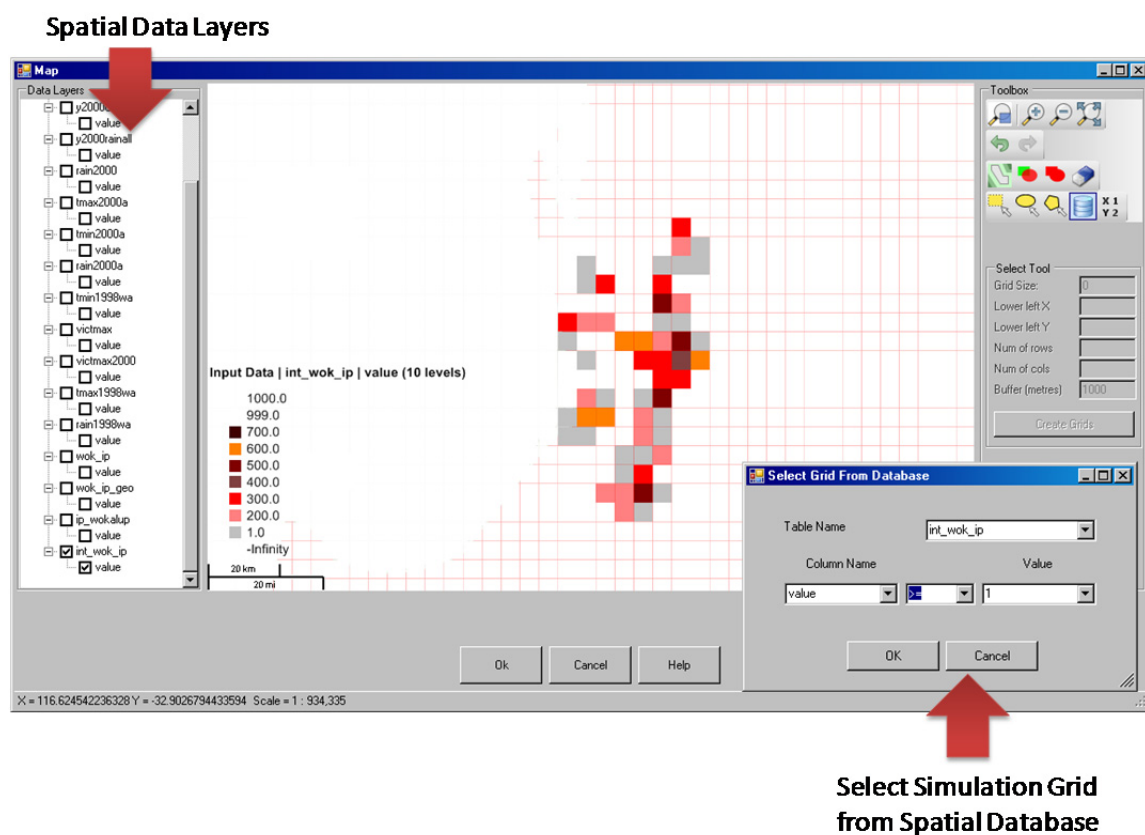 Spatial Data Layers
Map
Data Layers
value
y2000rainall
value
rain2000
value
tmax2000a
value
tmin2000a
value
rain2000a
value
tmin1998wa
value
victmax
value
victmax2000
value
tmax1998wa
value
rain1998wa
value
wok_ip
value
wok_ip_geo
value
ip_wokalup
value
int_wok_ip
value
Input Data | int_wok_ip | value (10 levels)
1000.0
999.0
700.0
600.0
500.0
400.0
300.0
200.0
1.0
-Infinity
20 km
20 mi
Toolbox
X 1
Y 2
Select Tool
Grid Size: 0
Lower left X
Lower left Y
Num of rows
Num of cols
Buffer (metres) 1000
Create Grids
Select Grid From Database
Table Name int_wok_ip
Column Name Value
value >= 1
OK Cancel
Ok Cancel Help
X = 116.624542236328 Y = -32.9026794433594 Scale = 1 : 934,335
Select Simulation Grid
from Spatial Database